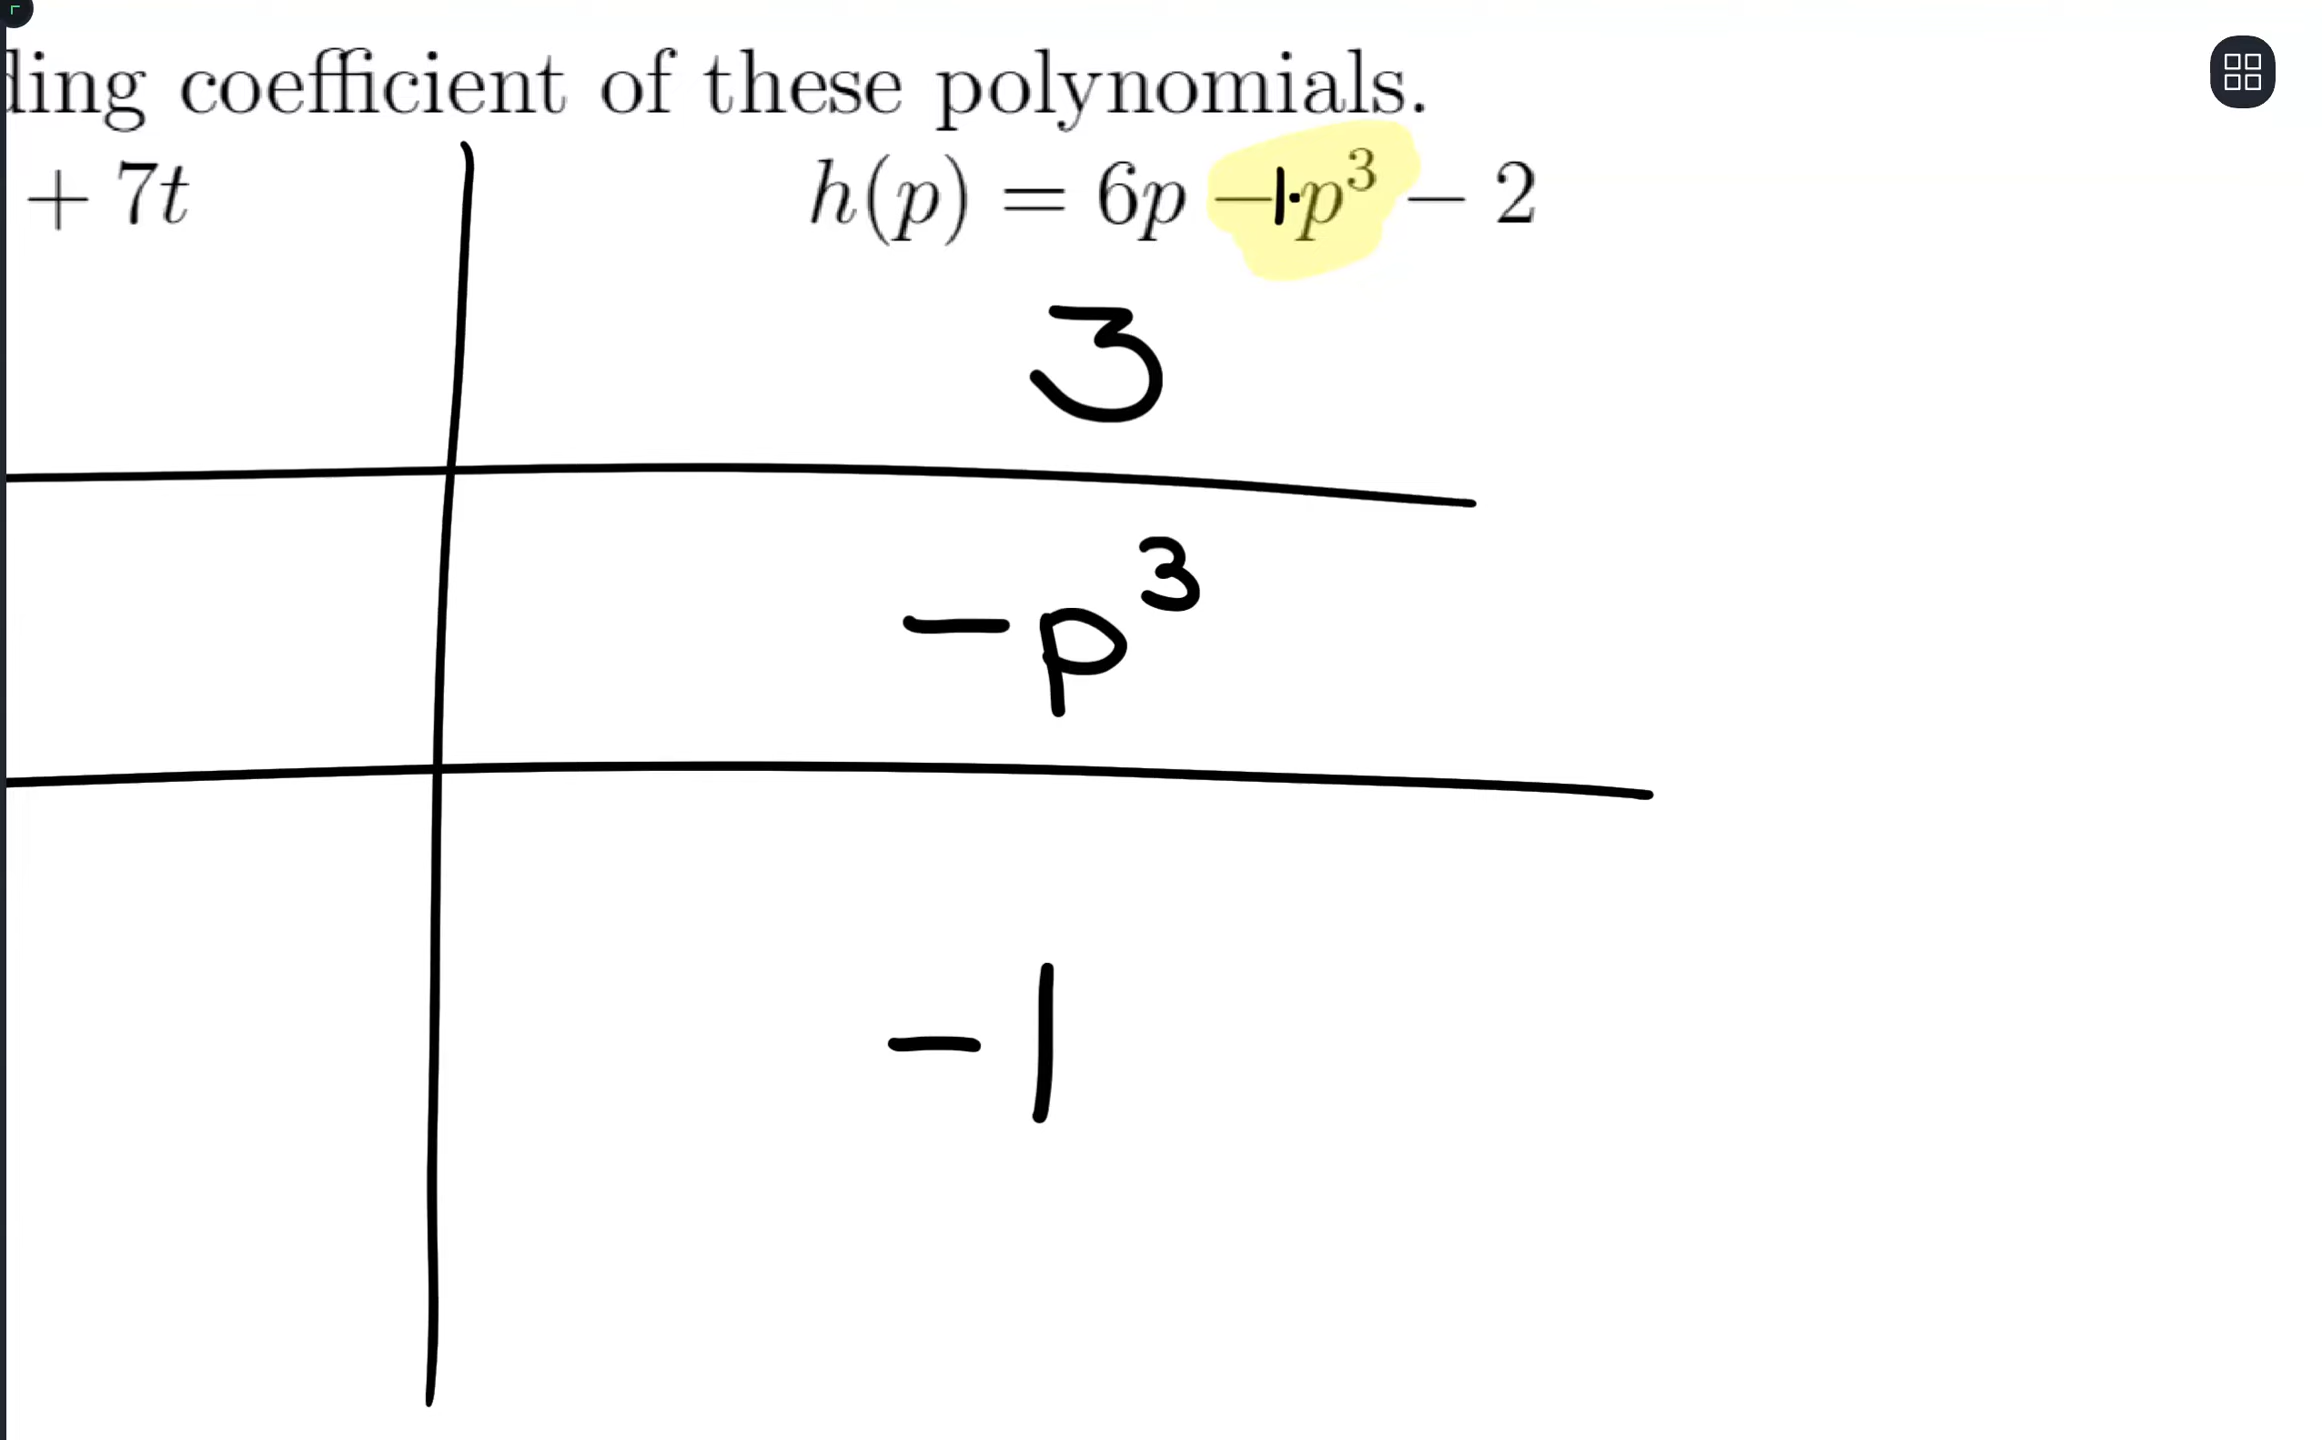 ding coefficient of these polynomials.
+ 7t h(p) = 6p −1·p³ − 2
3
−p³
−1